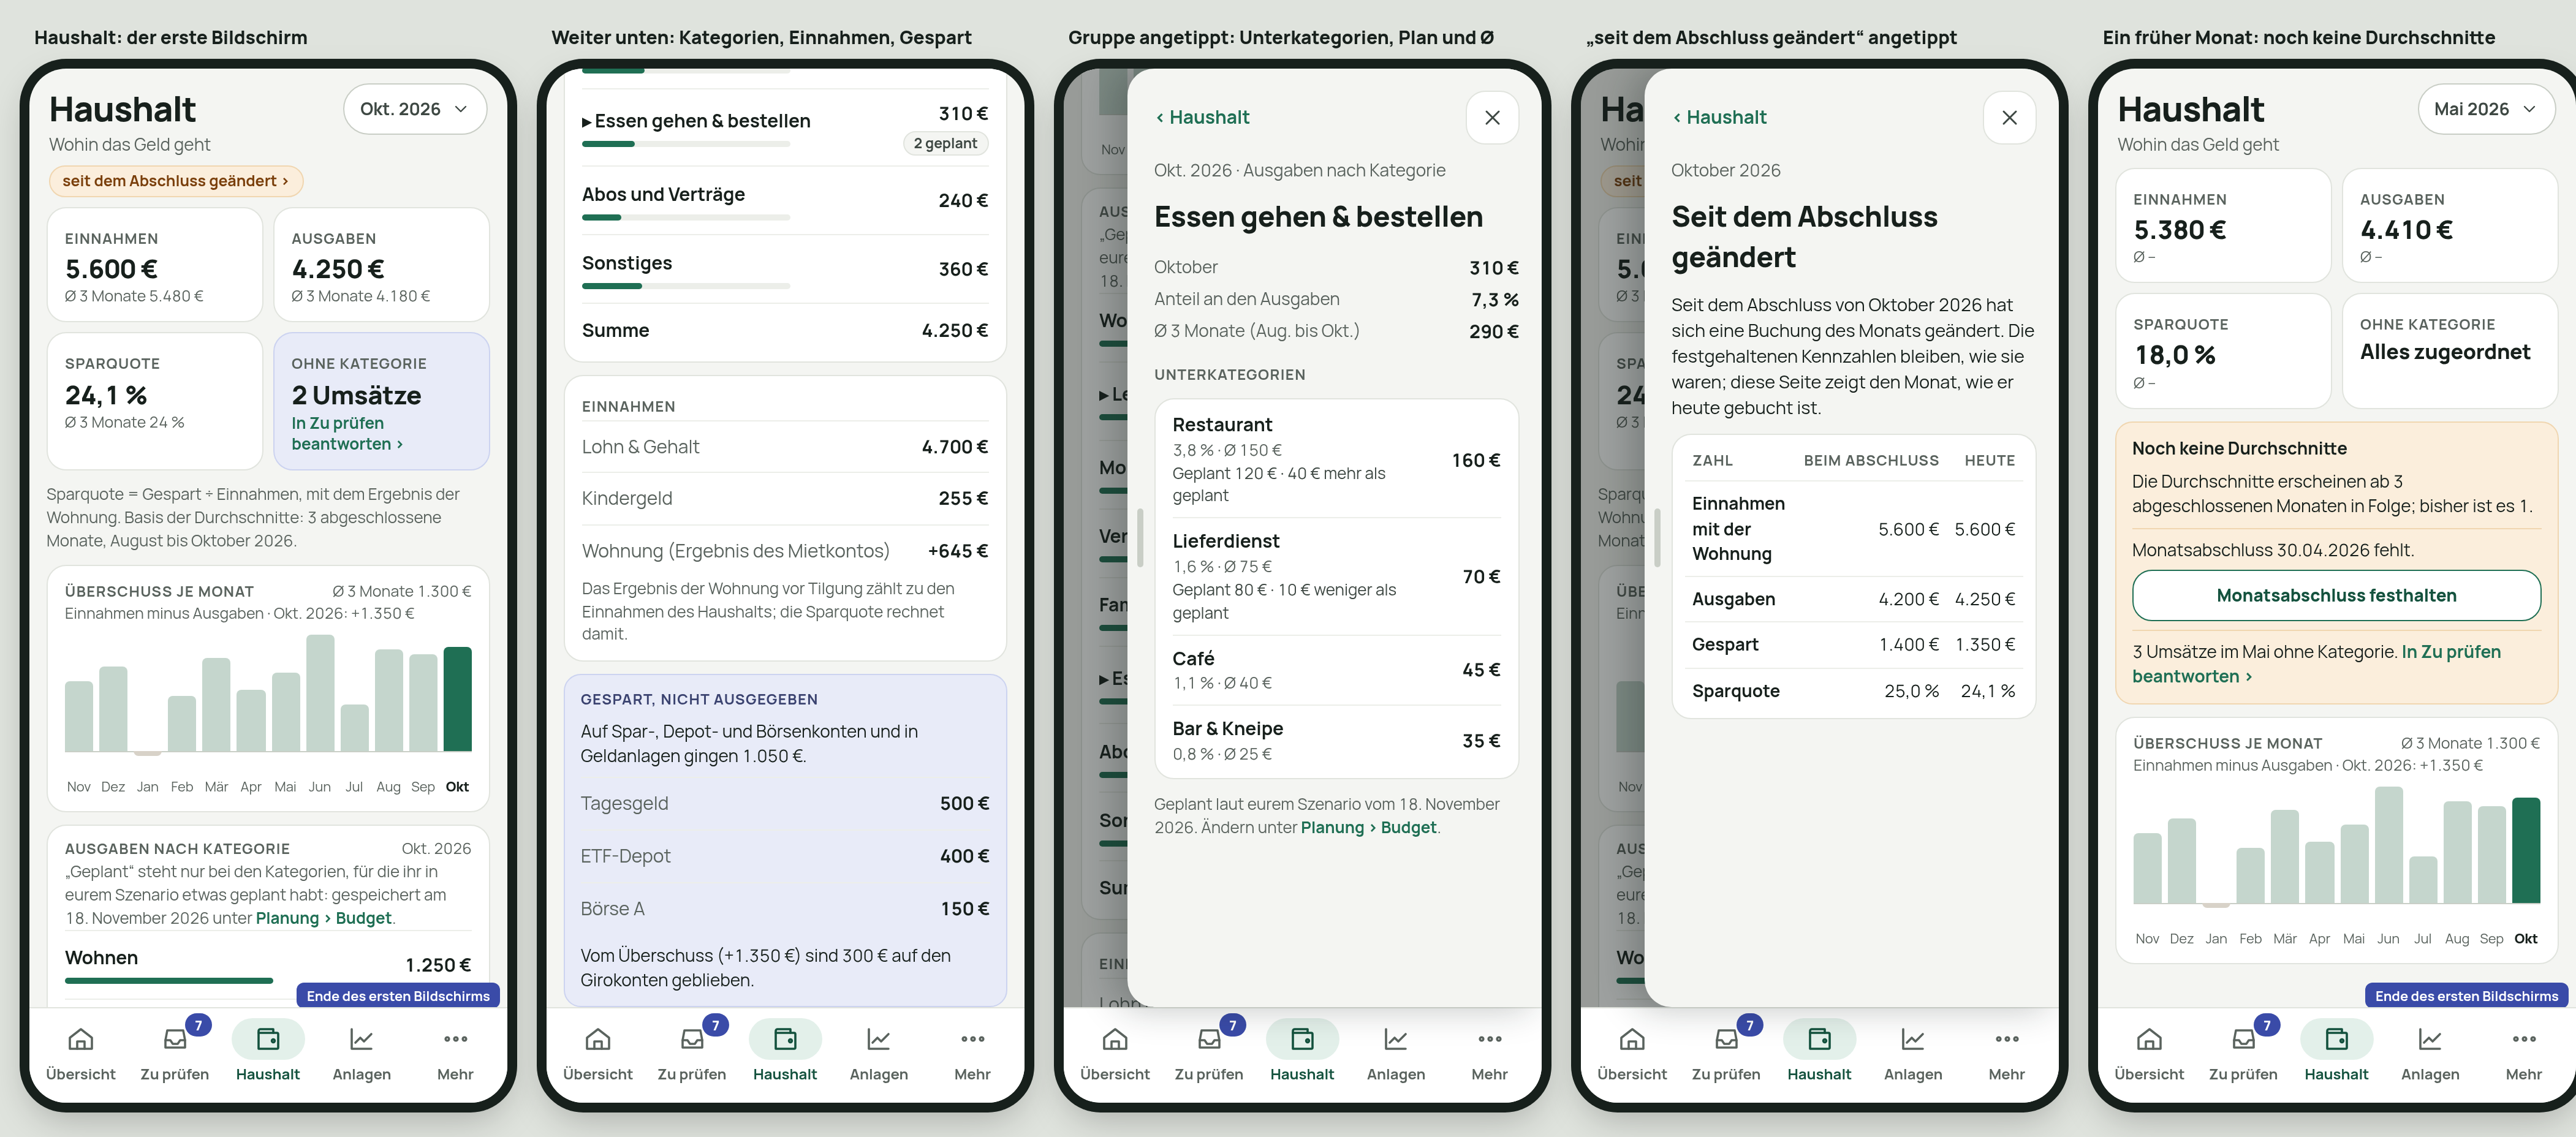 Haushalt: der erste Bildschirm
Haushalt
Okt. 2026
Wohin das Geld geht
seit dem Abschluss geändert ›
EINNAHMEN
5.600 €
Ø 3 Monate 5.480 €
AUSGABEN
4.250 €
Ø 3 Monate 4.180 €
SPARQUOTE
24,1 %
Ø 3 Monate 24 %
OHNE KATEGORIE
2 Umsätze
In Zu prüfen
beantworten ›
Sparquote = Gespart ÷ Einnahmen, mit dem Ergebnis der
Wohnung. Basis der Durchschnitte: 3 abgeschlossene
Monate, August bis Oktober 2026.
ÜBERSCHUSS JE MONAT
Ø 3 Monate 1.300 €
Einnahmen minus Ausgaben · Okt. 2026: +1.350 €
Nov Dez Jan Feb Mär Apr Mai Jun Jul Aug Sep Okt
AUSGABEN NACH KATEGORIE
Okt. 2026
„Geplant“ steht nur bei den Kategorien, für die ihr in
eurem Szenario etwas geplant habt: gespeichert am
18. November 2026 unter Planung › Budget.
Wohnen
1.250 €
Ende des ersten Bildschirms
7
Übersicht Zu prüfen Haushalt Anlagen Mehr
Weiter unten: Kategorien, Einnahmen, Gespart
▸ Essen gehen & bestellen
310 €
2 geplant
Abos und Verträge
240 €
Sonstiges
360 €
Summe
4.250 €
EINNAHMEN
Lohn & Gehalt
4.700 €
Kindergeld
255 €
Wohnung (Ergebnis des Mietkontos)
+645 €
Das Ergebnis der Wohnung vor Tilgung zählt zu den
Einnahmen des Haushalts; die Sparquote rechnet
damit.
GESPART, NICHT AUSGEGEBEN
Auf Spar-, Depot- und Börsenkonten und in
Geldanlagen gingen 1.050 €.
Tagesgeld
500 €
ETF-Depot
400 €
Börse A
150 €
Vom Überschuss (+1.350 €) sind 300 € auf den
Girokonten geblieben.
7
Übersicht Zu prüfen Haushalt Anlagen Mehr
Gruppe angetippt: Unterkategorien, Plan und Ø
Nov
‹ Haushalt
Okt. 2026 · Ausgaben nach Kategorie
Essen gehen & bestellen
Oktober
310 €
Anteil an den Ausgaben
7,3 %
Ø 3 Monate (Aug. bis Okt.)
290 €
UNTERKATEGORIEN
Restaurant
3,8 % · Ø 150 €
Geplant 120 € · 40 € mehr als
geplant
160 €
Lieferdienst
1,6 % · Ø 75 €
Geplant 80 € · 10 € weniger als
geplant
70 €
Café
1,1 % · Ø 40 €
45 €
Bar & Kneipe
0,8 % · Ø 25 €
35 €
Geplant laut eurem Szenario vom 18. November
2026. Ändern unter Planung › Budget.
7
Übersicht Zu prüfen Haushalt Anlagen Mehr
„seit dem Abschluss geändert“ angetippt
‹ Haushalt
Oktober 2026
Seit dem Abschluss
geändert
Seit dem Abschluss von Oktober 2026 hat
sich eine Buchung des Monats geändert. Die
festgehaltenen Kennzahlen bleiben, wie sie
waren; diese Seite zeigt den Monat, wie er
heute gebucht ist.
ZAHL BEIM ABSCHLUSS HEUTE
Einnahmen
mit der
Wohnung
5.600 € 5.600 €
Ausgaben 4.200 € 4.250 €
Gespart 1.400 € 1.350 €
Sparquote 25,0 % 24,1 %
Nov
7
Übersicht Zu prüfen Haushalt Anlagen Mehr
Ein früher Monat: noch keine Durchschnitte
Haushalt
Mai 2026
Wohin das Geld geht
EINNAHMEN
5.380 €
Ø –
AUSGABEN
4.410 €
Ø –
SPARQUOTE
18,0 %
Ø –
OHNE KATEGORIE
Alles zugeordnet
Noch keine Durchschnitte
Die Durchschnitte erscheinen ab 3
abgeschlossenen Monaten in Folge; bisher ist es 1.
Monatsabschluss 30.04.2026 fehlt.
Monatsabschluss festhalten
3 Umsätze im Mai ohne Kategorie. In Zu prüfen
beantworten ›
ÜBERSCHUSS JE MONAT
Ø 3 Monate 1.300 €
Einnahmen minus Ausgaben · Okt. 2026: +1.350 €
Nov Dez Jan Feb Mär Apr Mai Jun Jul Aug Sep Okt
Ende des ersten Bildschirms
7
Übersicht Zu prüfen Haushalt Anlagen Mehr